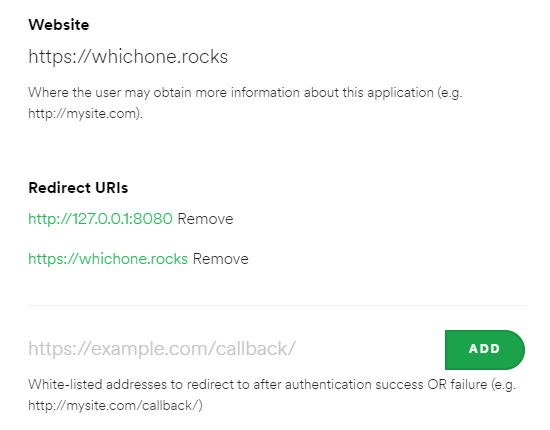 Website
https://whichone.rocks
Where the user may obtain more information about this application (e.g.
http://mysite.com).
Redirect URIs
http://127.0.0.1:8080 Remove
https://whichone.rocks Remove
https://example.com/callback/
ADD
White-listed addresses to redirect to after authentication success OR failure (e.g.
http://mysite.com/callback/)